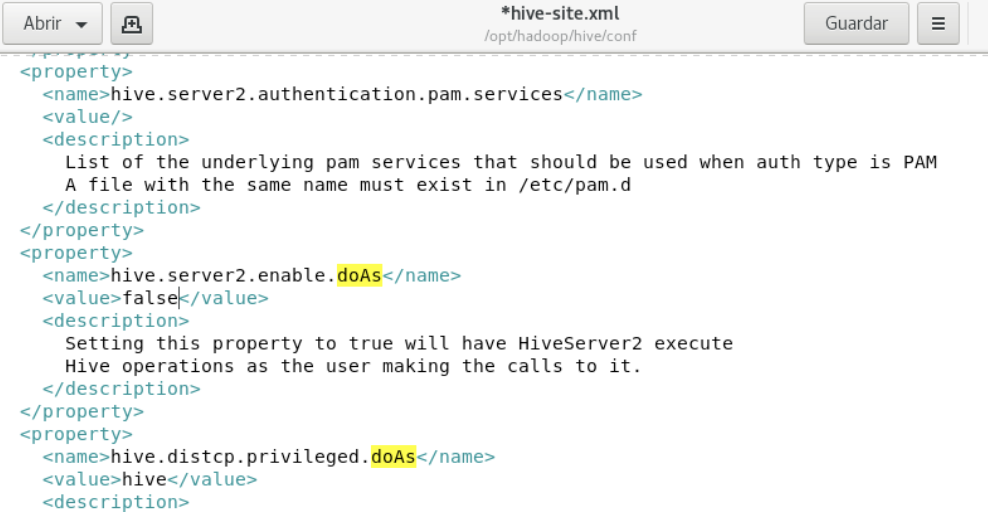 Abrir
*hive-site.xml
/opt/hadoop/hive/conf
Guardar
</property>
<property>
<name>hive.server2.authentication.pam.services</name>
<value/>
<description>
List of the underlying pam services that should be used when auth type is PAM
A file with the same name must exist in /etc/pam.d
</description>
</property>
<property>
<name>hive.server2.enable.doAs</name>
<value>false</value>
<description>
Setting this property to true will have HiveServer2 execute
Hive operations as the user making the calls to it.
</description>
</property>
<property>
<name>hive.distcp.privileged.doAs</name>
<value>hive</value>
<description>